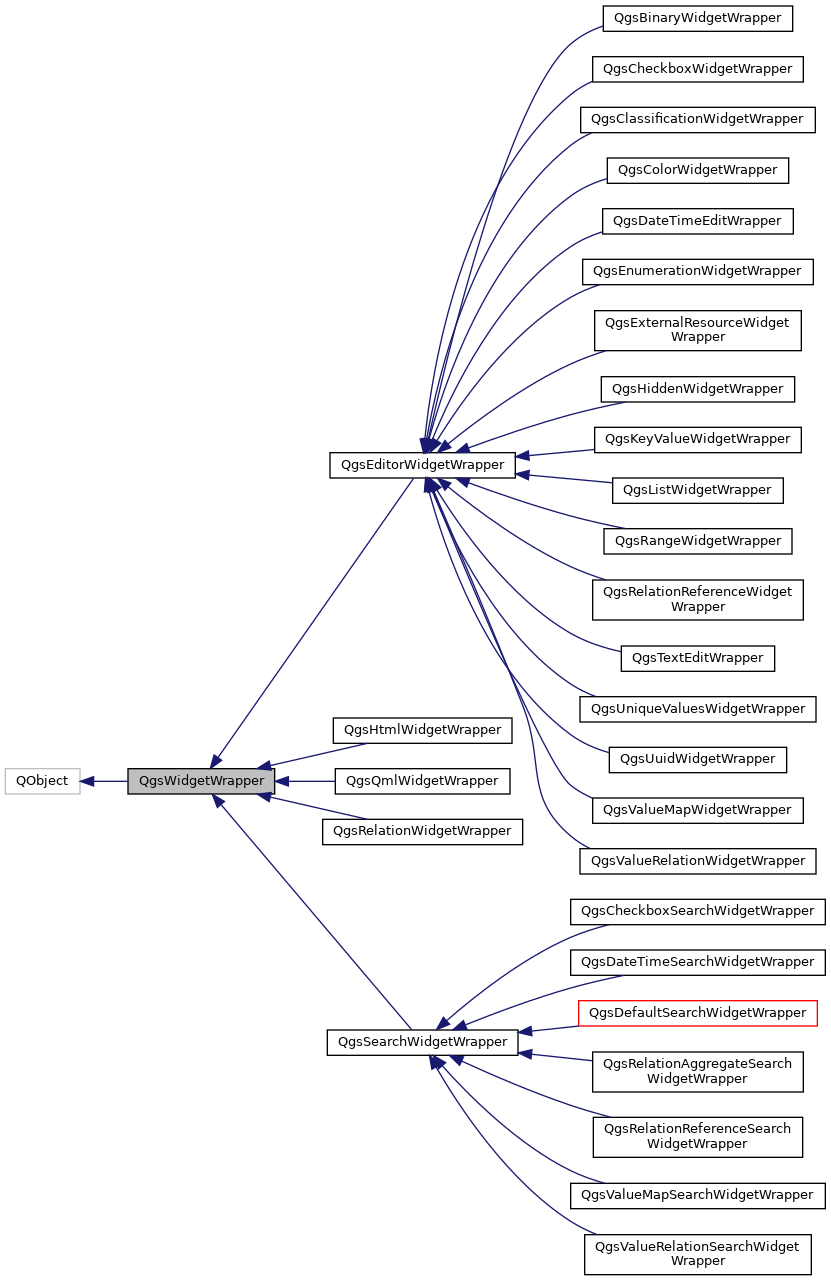 QgsBinaryWidgetWrapper
QgsCheckboxWidgetWrapper
QgsClassificationWidgetWrapper
QgsColorWidgetWrapper
QgsDateTimeEditWrapper
QgsEnumerationWidgetWrapper
QgsExternalResourceWidget
Wrapper
QgsHiddenWidgetWrapper
QgsKeyValueWidgetWrapper
QgsEditorWidgetWrapper
QgsListWidgetWrapper
QgsRangeWidgetWrapper
QgsRelationReferenceWidget
Wrapper
QgsTextEditWrapper
QgsUniqueValuesWidgetWrapper
QgsHtmlWidgetWrapper
QgsUuidWidgetWrapper
QObject
QgsWidgetWrapper
QgsQmlWidgetWrapper
QgsValueMapWidgetWrapper
QgsRelationWidgetWrapper
QgsValueRelationWidgetWrapper
QgsCheckboxSearchWidgetWrapper
QgsDateTimeSearchWidgetWrapper
QgsDefaultSearchWidgetWrapper
QgsSearchWidgetWrapper
QgsRelationAggregateSearch
WidgetWrapper
QgsRelationReferenceSearch
WidgetWrapper
QgsValueMapSearchWidgetWrapper
QgsValueRelationSearchWidget
Wrapper